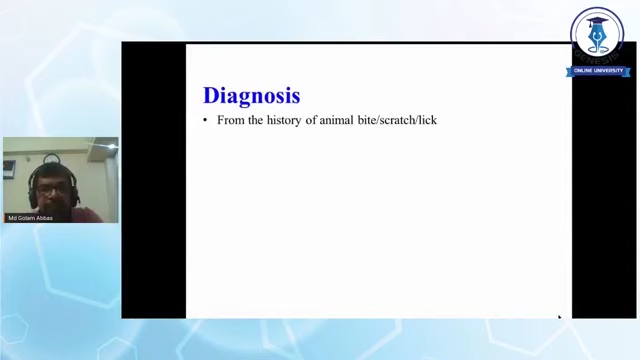 GENESIS
ONLINE UNIVERSITY
Diagnosis
• From the history of animal bite/scratch/lick
Md Golam Abbas